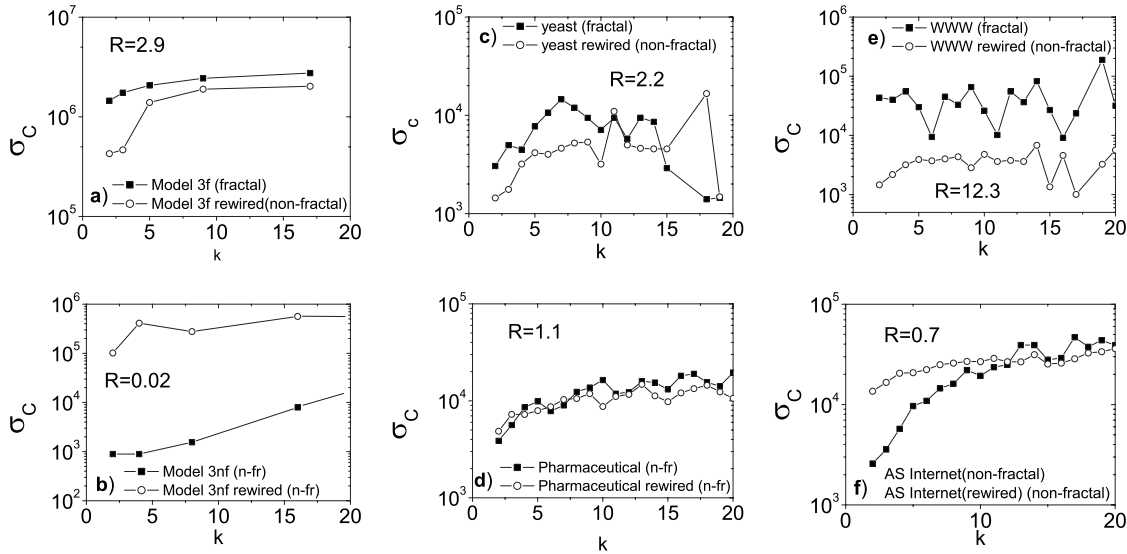 10^7
R=2.9
10^6
σ_C
a) Model 3f (fractal)
Model 3f rewired(non-fractal)
10^5
0 5 10 15 20
k
10^5
c) yeast (fractal)
yeast rewired (non-fractal)
R=2.2
10^4
σ_c
10^3
0 5 10 15 20
k
10^6
e) WWW (fractal)
WWW rewired (non-fractal)
10^5
σ_C
10^4
10^3
R=12.3
0 5 10 15 20
k
10^6
10^5
R=0.02
10^4
σ_C
10^3
Model 3nf (n-fr)
b) Model 3nf rewired (n-fr)
10^2
0 5 10 15 20
k
10^5
R=1.1
σ_C
10^4
Pharmaceutical (n-fr)
d) Pharmaceutical rewired (n-fr)
10^3
0 5 10 15 20
k
10^5
R=0.7
σ_C
10^4
AS Internet(non-fractal)
f) AS Internet(rewired) (non-fractal)
10^3
0 5 10 15 20
k